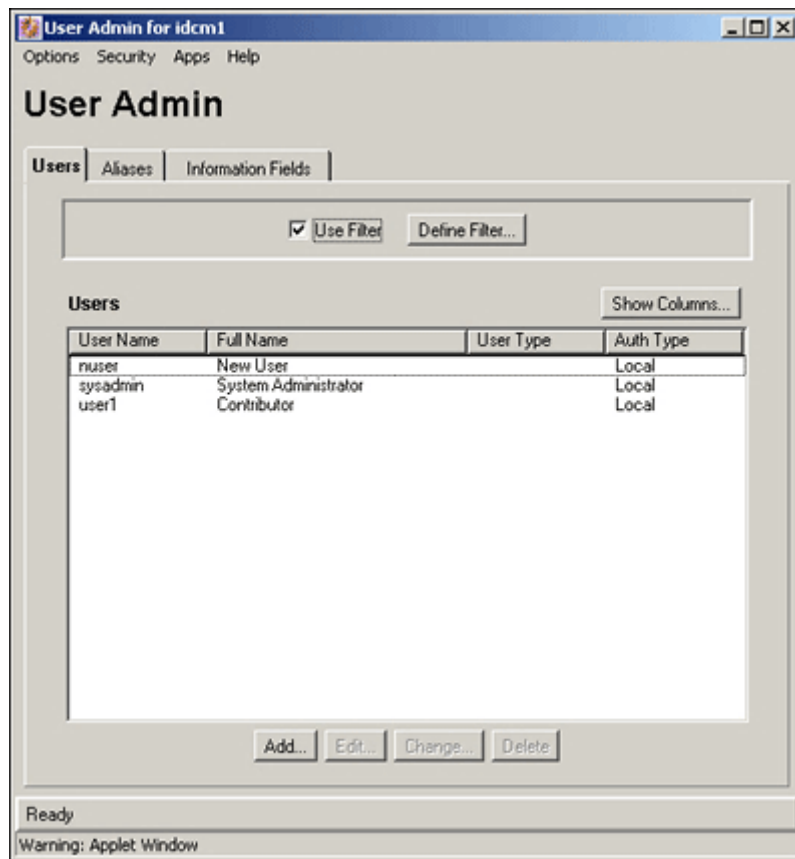 User Admin for idcm1
Options Security Apps Help
User Admin
Users Aliases Information Fields
Use Filter Define Filter...
Users Show Columns...
User Name Full Name User Type Auth Type
nuser New User Local
sysadmin System Administrator Local
user1 Contributor Local
Add... Edit... Change... Delete
Ready
Warning: Applet Window